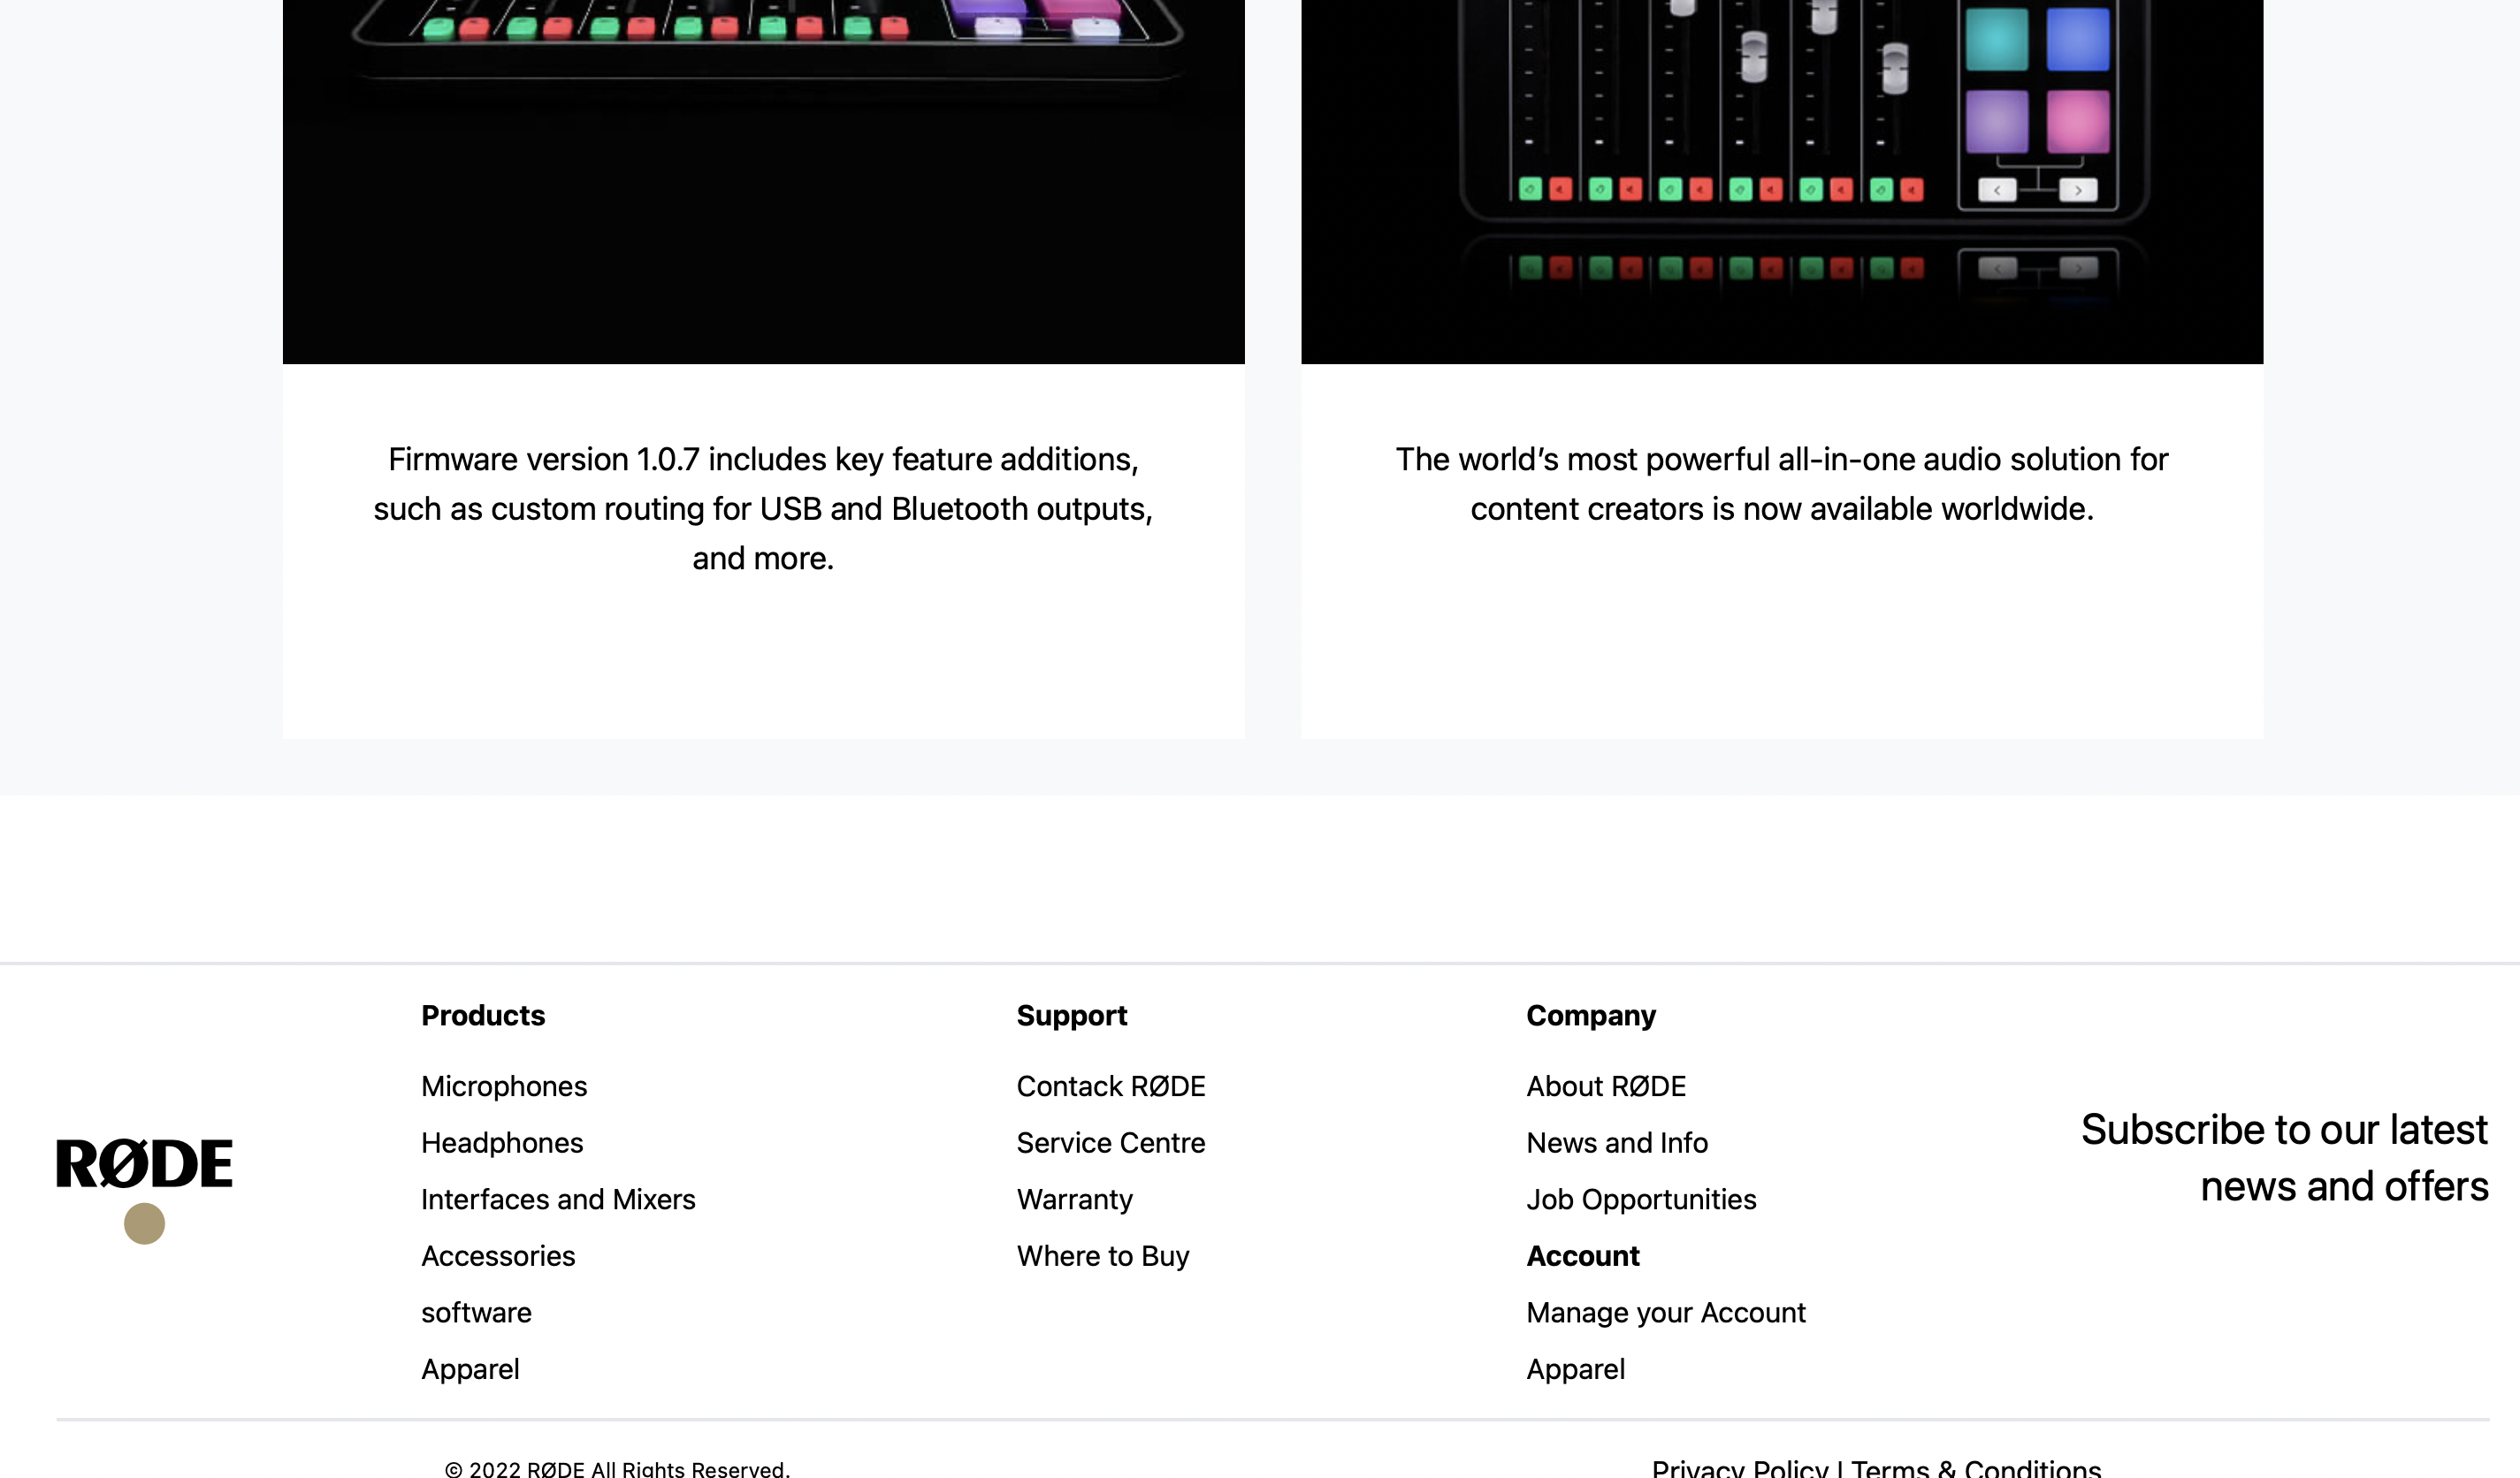 Firmware version 1.0.7 includes key feature additions,
such as custom routing for USB and Bluetooth outputs,
and more.
The world’s most powerful all-in-one audio solution for
content creators is now available worldwide.
RØDE
Products
Microphones
Headphones
Interfaces and Mixers
Accessories
software
Apparel
Support
Contack RØDE
Service Centre
Warranty
Where to Buy
Company
About RØDE
News and Info
Job Opportunities
Account
Manage your Account
Apparel
Subscribe to our latest
news and offers
© 2022 RØDE All Rights Reserved.
Privacy Policy | Terms & Conditions